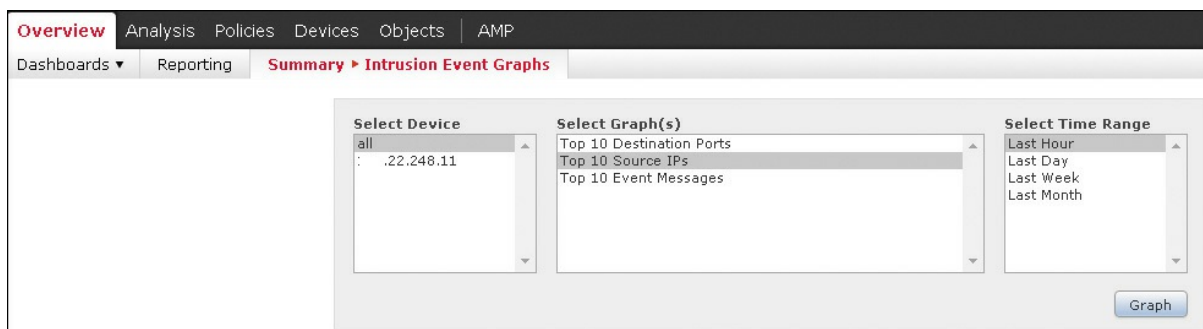 Overview Analysis Policies Devices Objects AMP
Dashboards ▾ Reporting Summary ▸ Intrusion Event Graphs
Select Device
all
: .22.248.11
Select Graph(s)
Top 10 Destination Ports
Top 10 Source IPs
Top 10 Event Messages
Select Time Range
Last Hour
Last Day
Last Week
Last Month
Graph